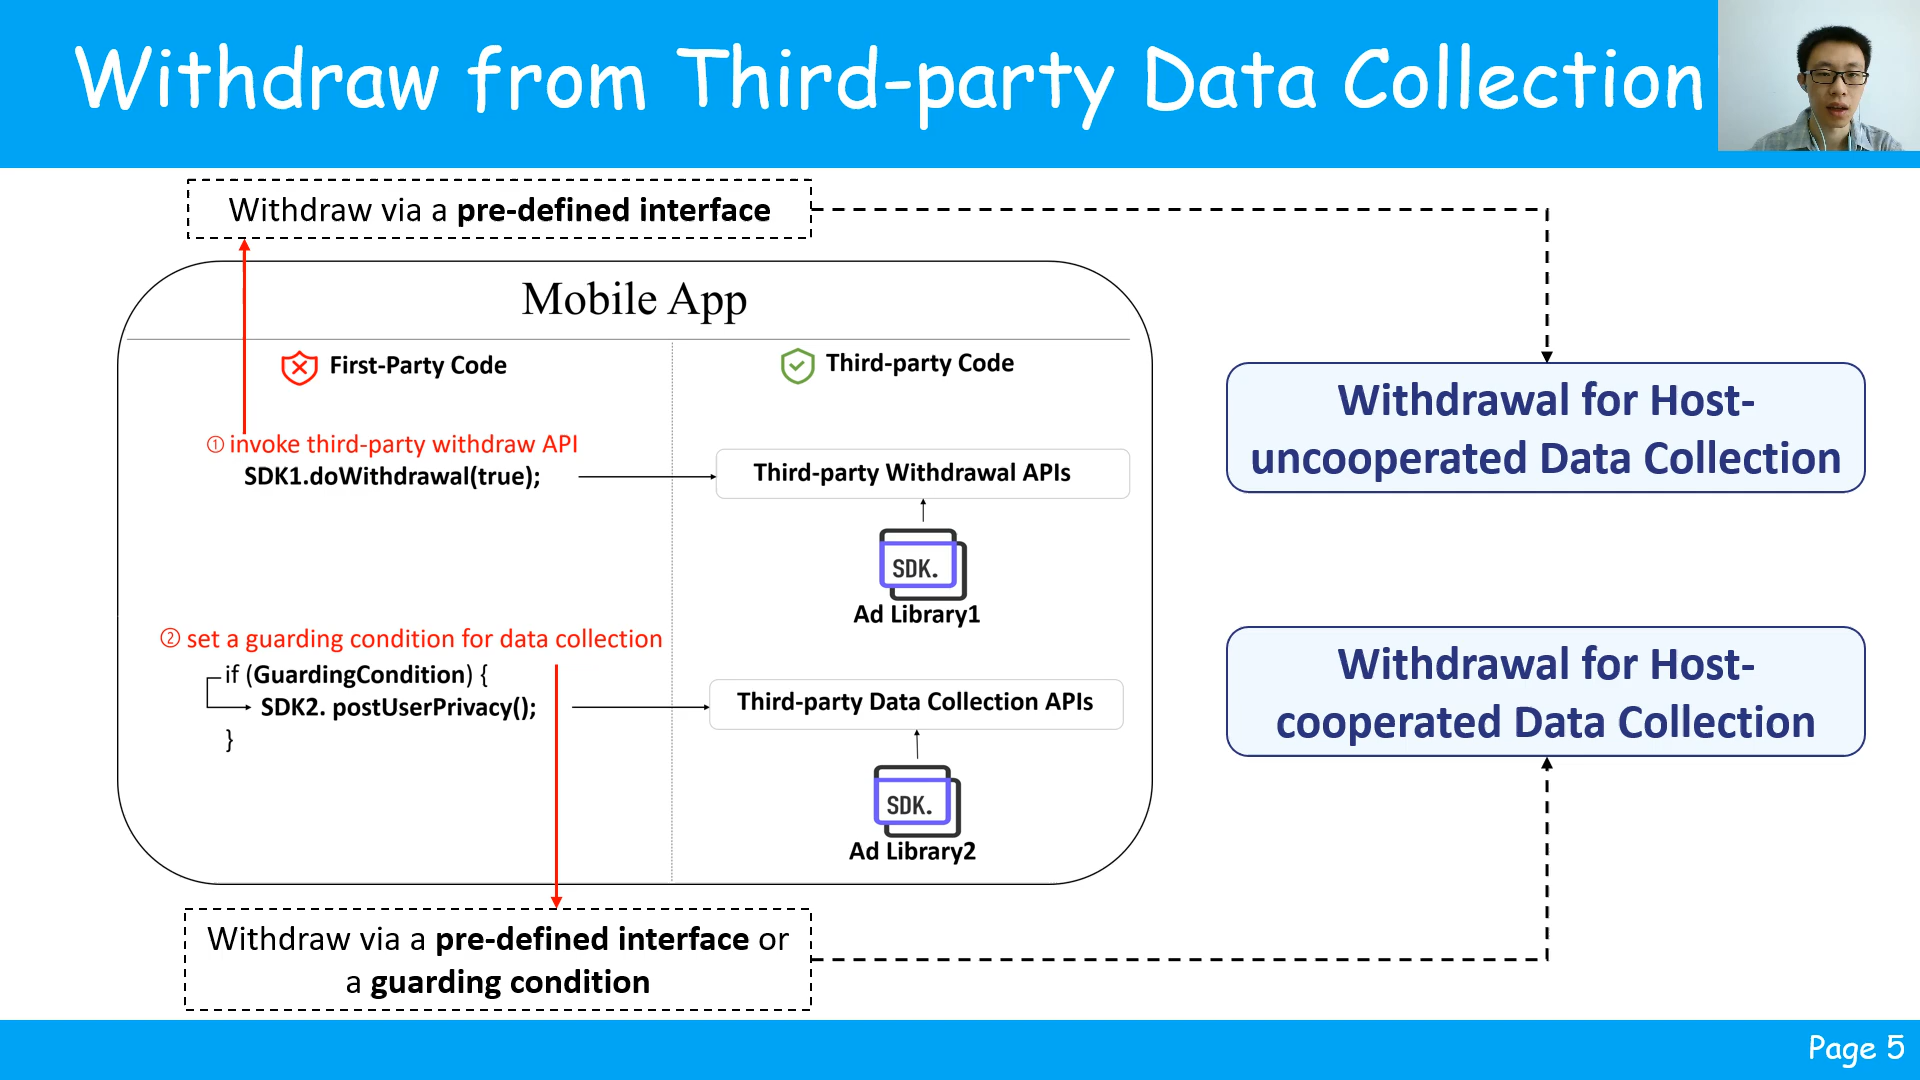 Withdraw from Third-party Data Collection
Withdraw via a pre-defined interface
Mobile App
First-Party Code
Third-party Code
① invoke third-party withdraw API
SDK1.doWithdrawal(true);
Third-party Withdrawal APIs
SDK.
Ad Library1
② set a guarding condition for data collection
if (GuardingCondition) {
SDK2. postUserPrivacy();
}
Third-party Data Collection APIs
SDK.
Ad Library2
Withdraw via a pre-defined interface or
a guarding condition
Withdrawal for Host-
uncooperated Data Collection
Withdrawal for Host-
cooperated Data Collection
Page 5